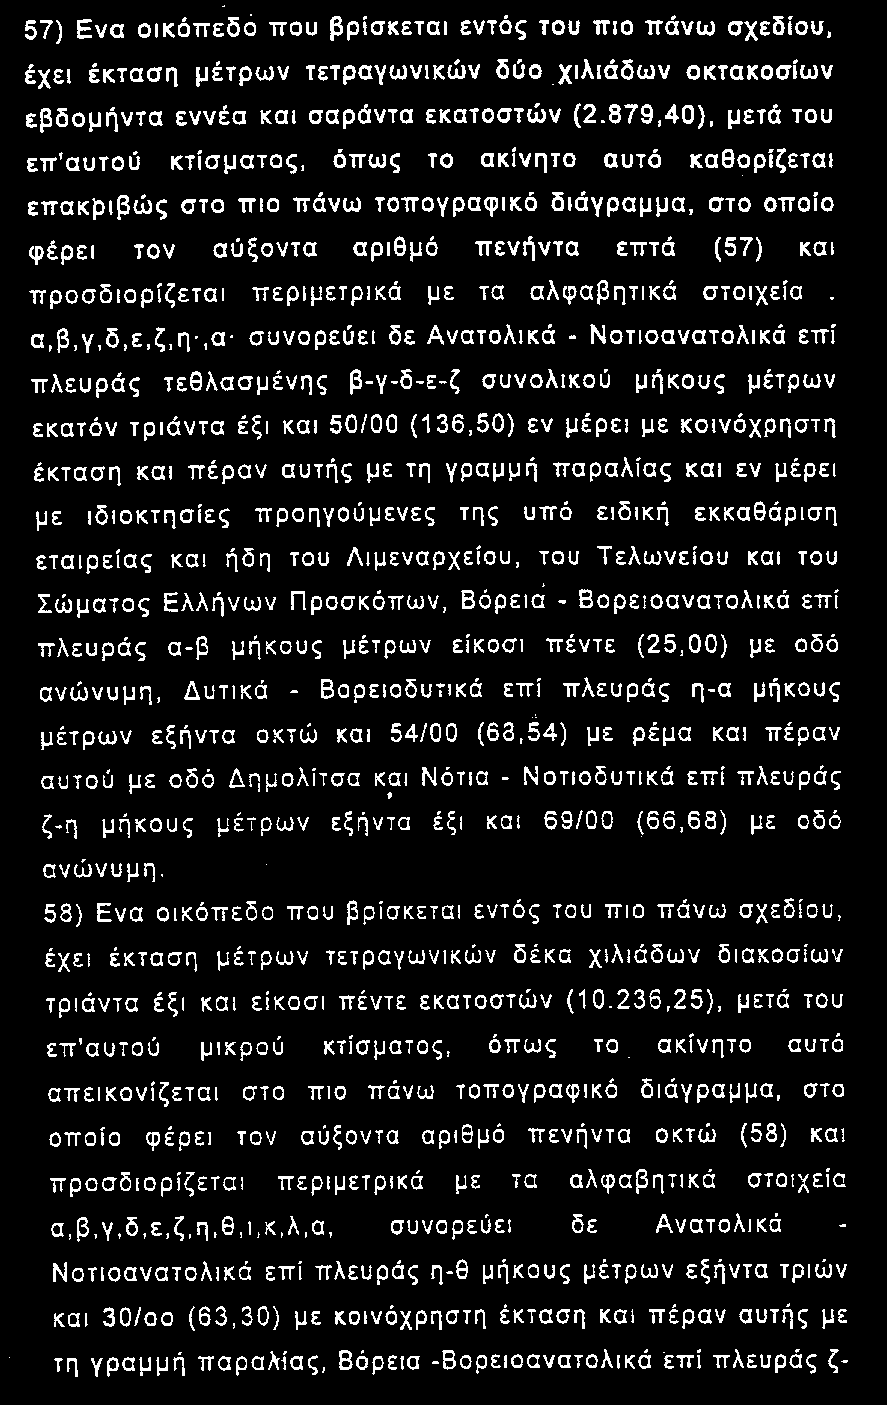 57) Ενα οικόπεδο που βρίσκεται εντός του πιο πάνω σχεδίου,
έχει έκταση μέτρων τετραγωνικών δύο χιλιάδων οκτακοσίων
εβδομήντα εννέα και σαράντα εκατοστών (2.879,40), μετά του
επ'αυτού κτίσματος, όπως το ακίνητο αυτό καθορίζεται
επακριβώς στο πιο πάνω τοπογραφικό διάγραμμα, στο οποίο
φέρει τον αύξοντα αριθμό πενήντα επτά (57) και
προσδιορίζεται περιμετρικά με τα αλφαβητικά στοιχεία .
α,β,γ,δ,ε,ζ,η·,α· συνορεύει δε Ανατολικά - Νοτιοανατολικά επί
πλευράς τεθλασμένης β-γ-δ-ε-ζ συνολικού μήκους μέτρων
εκατόν τριάντα έξι και 50/00 (136,50) εν μέρει με κοινόχρηστη
έκταση και πέραν αυτής με τη γραμμή παραλίας και εν μέρει
με ιδιοκτησίες προηγούμενες της υπό ειδική εκκαθάριση
εταιρείας και ήδη του Λιμεναρχείου, του Τελωνείου και του
Σώματος Ελλήνων Προσκόπων, Βόρεια - Βορειοανατολικά επί
πλευράς α-β μήκους μέτρων είκοσι πέντε (25,00) με οδό
ανώνυμη, Δυτικά - Βορειοδυτικά επί πλευράς η-α μήκους
μέτρων εξήντα οκτώ και 54/00 (68,54) με ρέμα και πέραν
αυτού με οδό Δημολίτσα και Νότια - Νοτιοδυτικά επί πλευράς
ζ-η μήκους μέτρων εξήντα έξι και 69/00 (66,68) με οδό
ανώνυμη.
58) Ενα οικόπεδο που βρίσκεται εντός του πιο πάνω σχεδίου,
έχει έκταση μέτρων τετραγωνικών δέκα χιλιάδων διακοσίων
τριάντα έξι και είκοσι πέντε εκατοστών (10.236,25), μετά του
επ'αυτού μικρού κτίσματος, όπως το ακίνητο αυτό
απεικονίζεται στο πιο πάνω τοπογραφικό διάγραμμα, στο
οποίο φέρει τον αύξοντα αριθμό πενήντα οκτώ (58) και
προσδιορίζεται περιμετρικά με τα αλφαβητικά στοιχεία
α,β,γ,δ,ε,ζ,η,θ,ι,κ,λ,α, συνορεύει δε Ανατολικά -
Νοτιοανατολικά επί πλευράς η-θ μήκους μέτρων εξήντα τριών
και 30/οο (63,30) με κοινόχρηστη έκταση και πέραν αυτής με
τη γραμμή παραλίας, Βόρεια -Βορειοανατολικά επί πλευράς ζ-